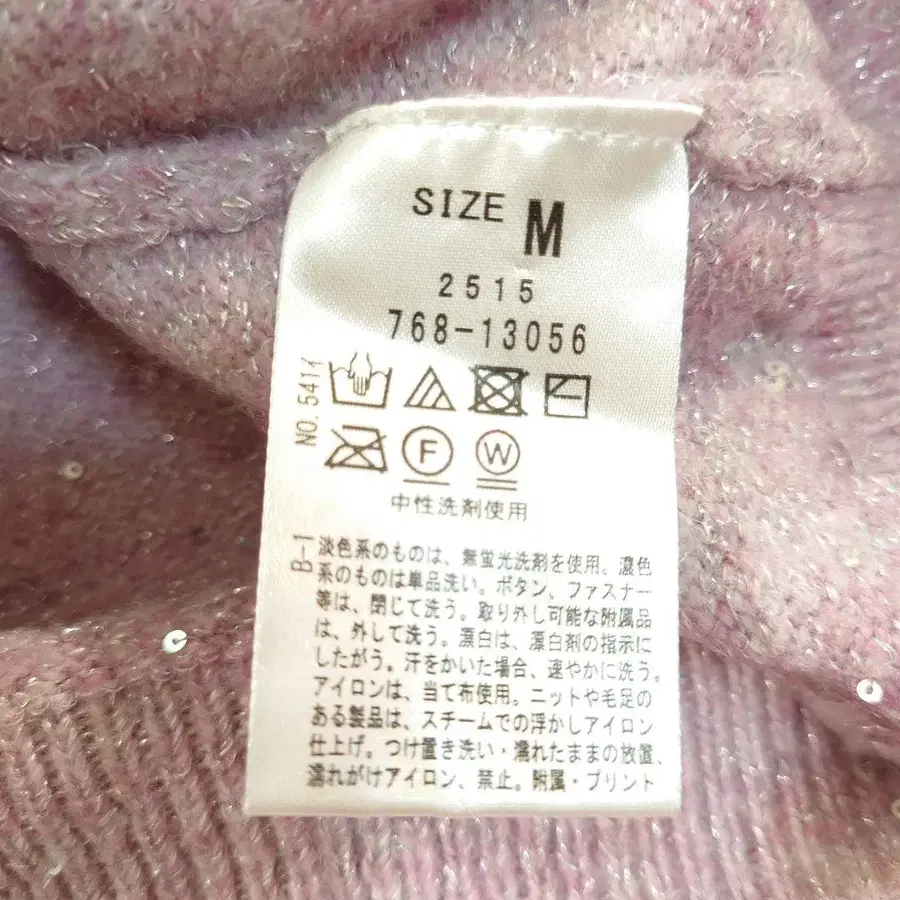 SIZE M
2515
768-13056
NO. 541イ
F W
中性洗剤使用
B-1
淡色系のものは、無蛍光洗剤を使用。濃色
系のものは単品洗い。ボタン、ファスナー
等は、閉じて洗う。取り外し可能な附属品
は、外して洗う。漂白は、漂白剤の指示に
したがう。汗をかいた場合、速やかに洗う。
アイロンは、当て布使用。ニットや毛足の
ある製品は、スチームでの浮かしアイロン
仕上げ。つけ置き洗い・濡れたままの放置、
濡れがけアイロン、禁止。附属・プリント